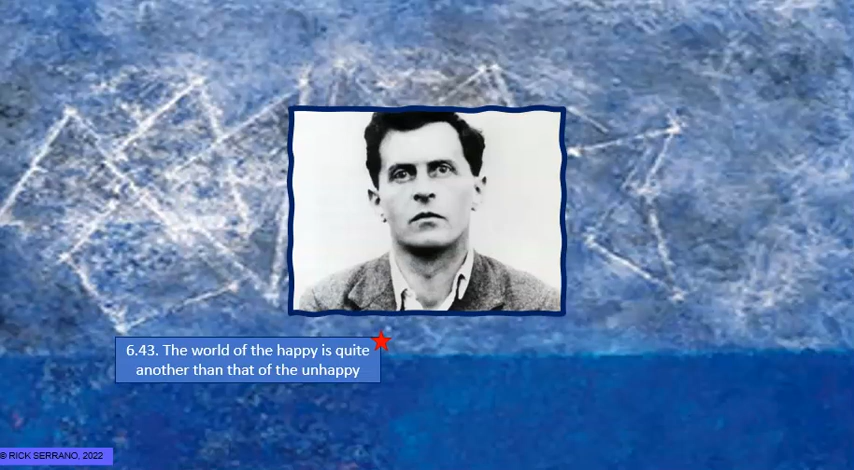 6.43. The world of the happy is quite
another than that of the unhappy
© RICK SERRANO, 2022